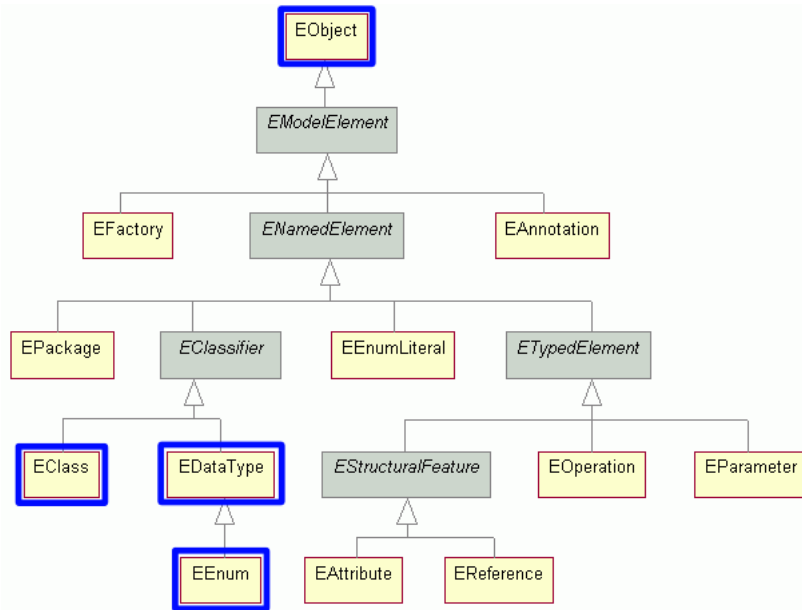 EObject
EModelElement
EFactory
ENamedElement
EAnnotation
EPackage
EClassifier
EEnumLiteral
ETypedElement
EClass
EDataType
EStructuralFeature
EOperation
EParameter
EEnum
EAttribute
EReference